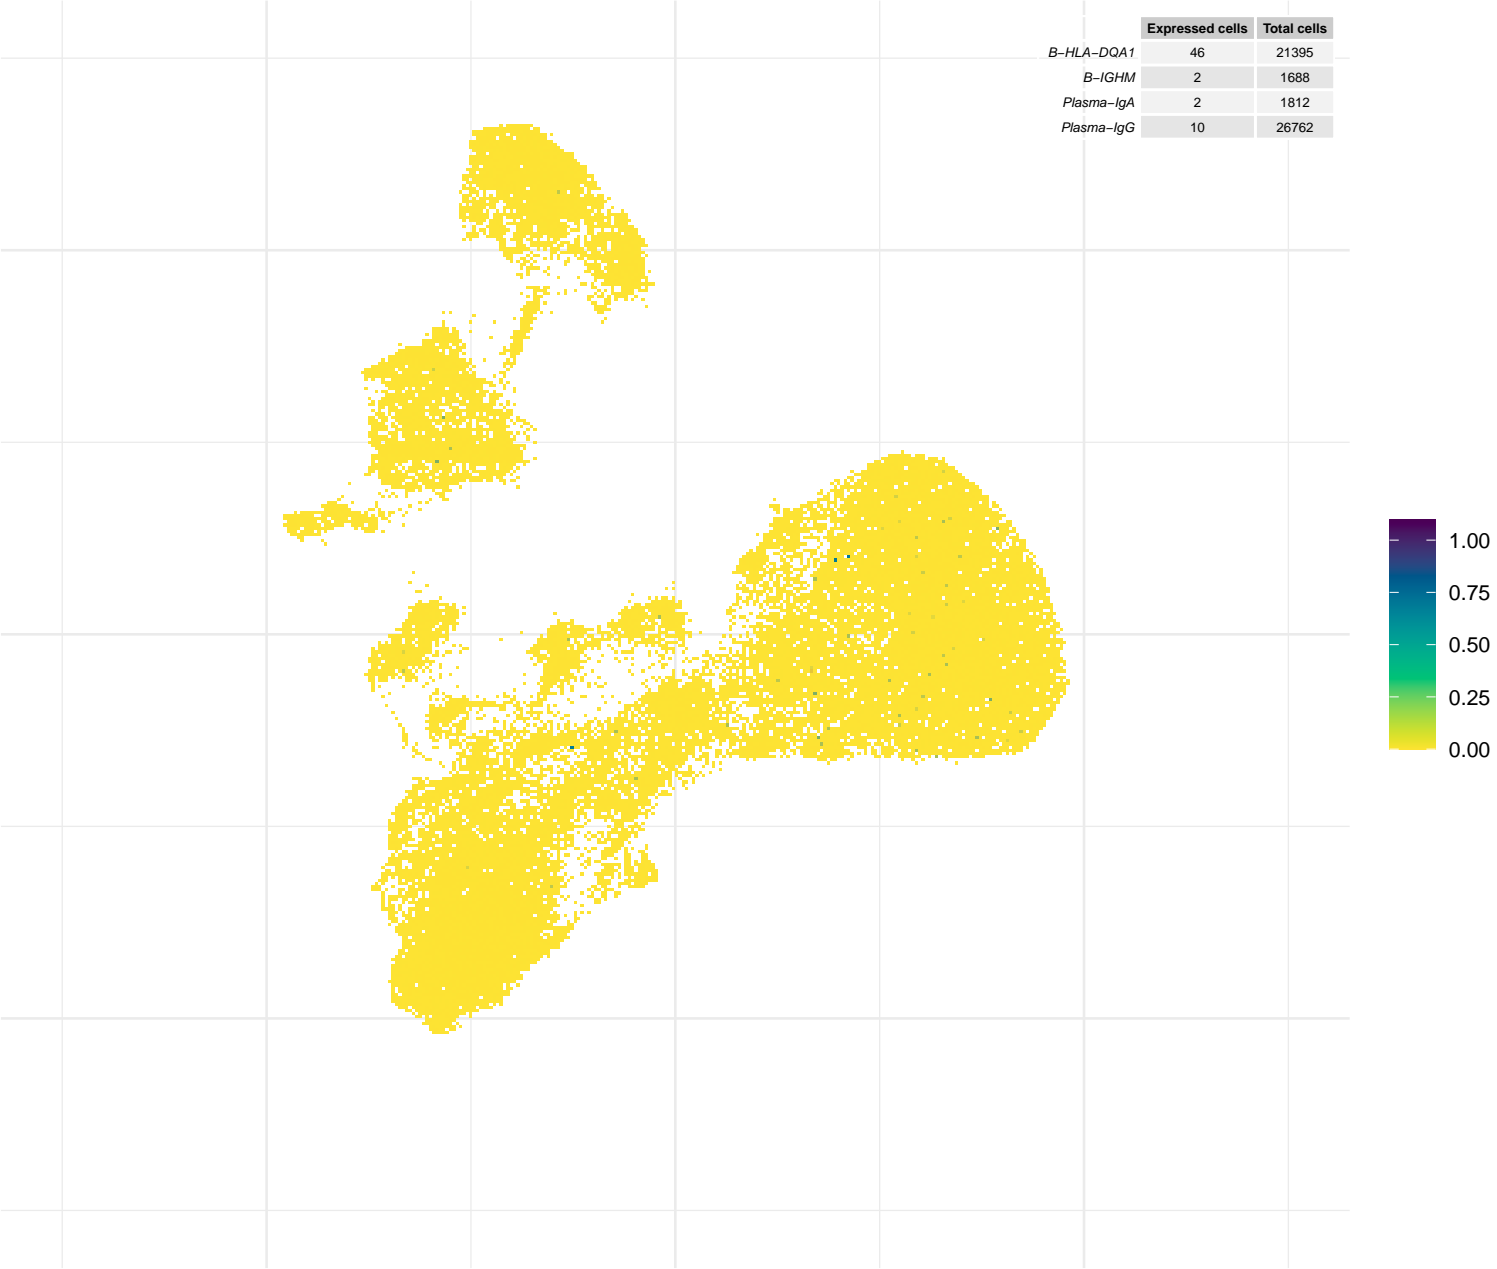 Expressed cells Total cells
B−HLA−DQA1 46 21395
B−IGHM 2 1688
Plasma−IgA 2 1812
Plasma−IgG 10 26762
1.00
0.75
0.50
0.25
0.00